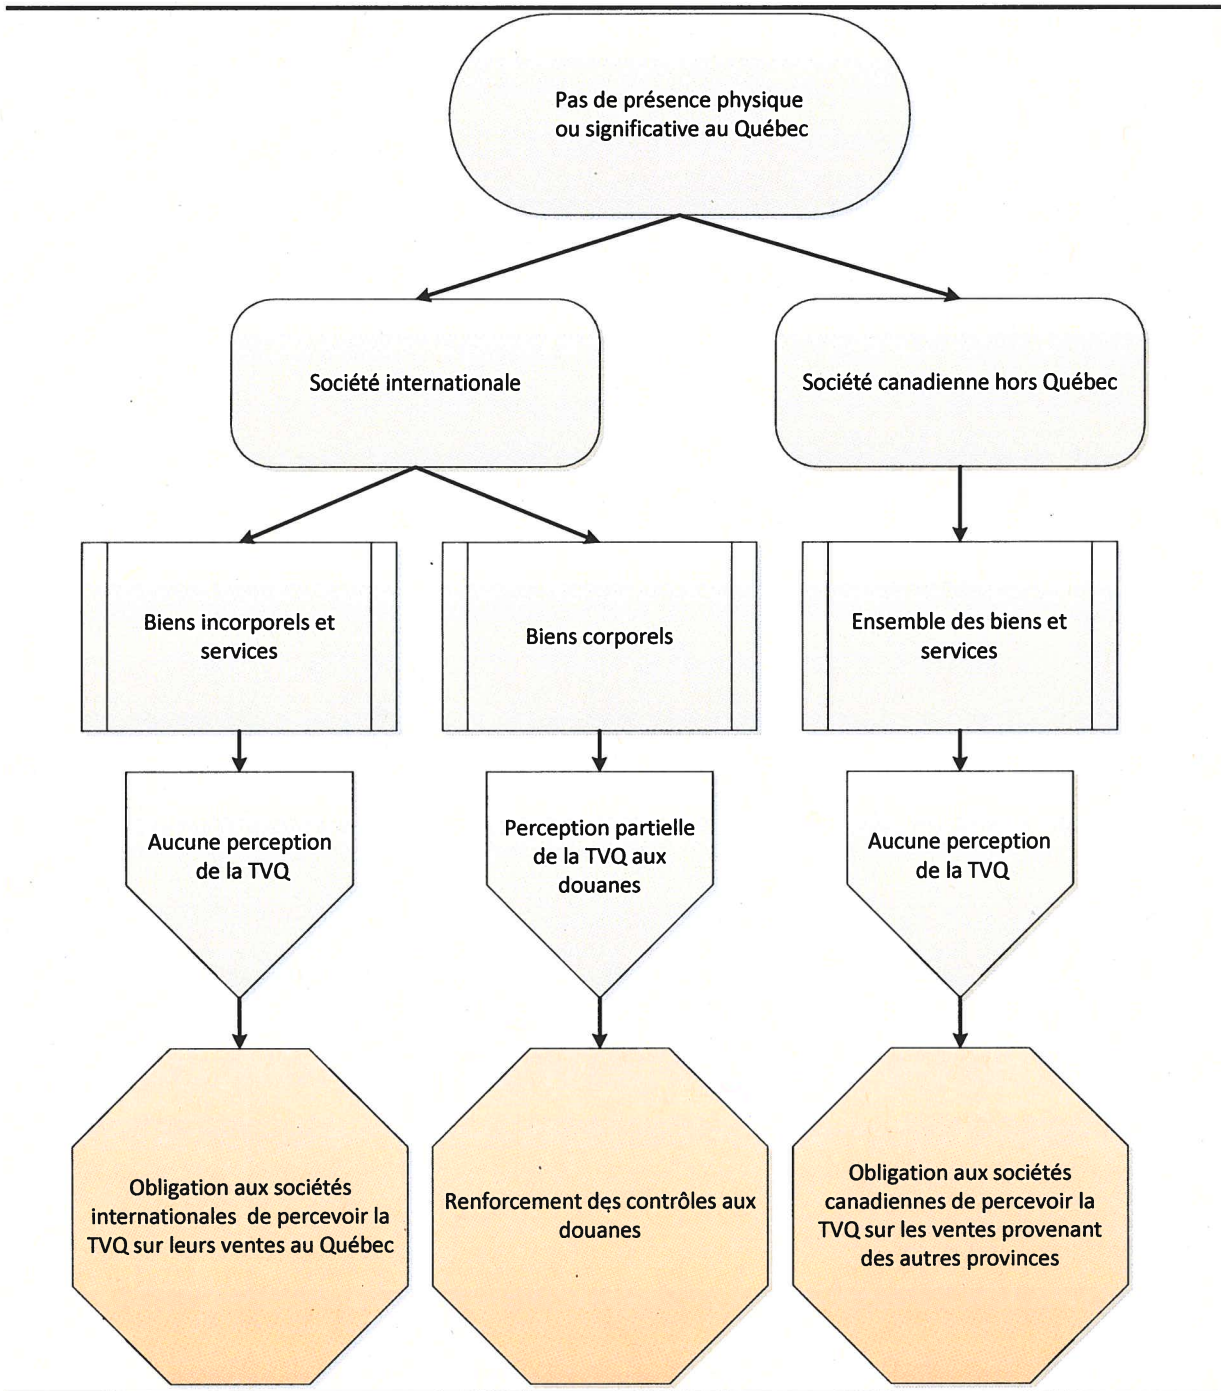 Pas de présence physique
ou significative au Québec
Société internationale
Société canadienne hors Québec
Biens incorporels et
services
Biens corporels
Ensemble des biens et
services
Aucune perception
de la TVQ
Perception partielle
de la TVQ aux
douanes
Aucune perception
de la TVQ
Obligation aux sociétés
internationales de percevoir la
TVQ sur leurs ventes au Québec
Renforcement des contrôles aux
douanes
Obligation aux sociétés
canadiennes de percevoir la
TVQ sur les ventes provenant
des autres provinces